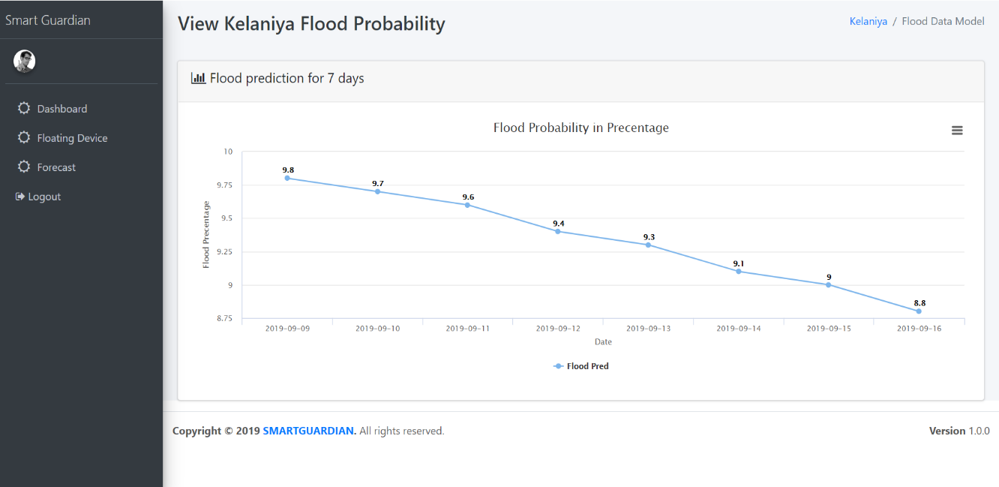 Smart Guardian
Dashboard
Floating Device
Forecast
Logout
View Kelaniya Flood Probability
Kelaniya / Flood Data Model
Flood prediction for 7 days
Flood Probability in Precentage
Flood Precentage
10
9.75
9.5
9.25
9
8.75
9.8
9.7
9.6
9.4
9.3
9.1
9
8.8
2019-09-09 2019-09-10 2019-09-11 2019-09-12 2019-09-13 2019-09-14 2019-09-15 2019-09-16
Date
Flood Pred
Copyright © 2019 SMARTGUARDIAN. All rights reserved.
Version 1.0.0